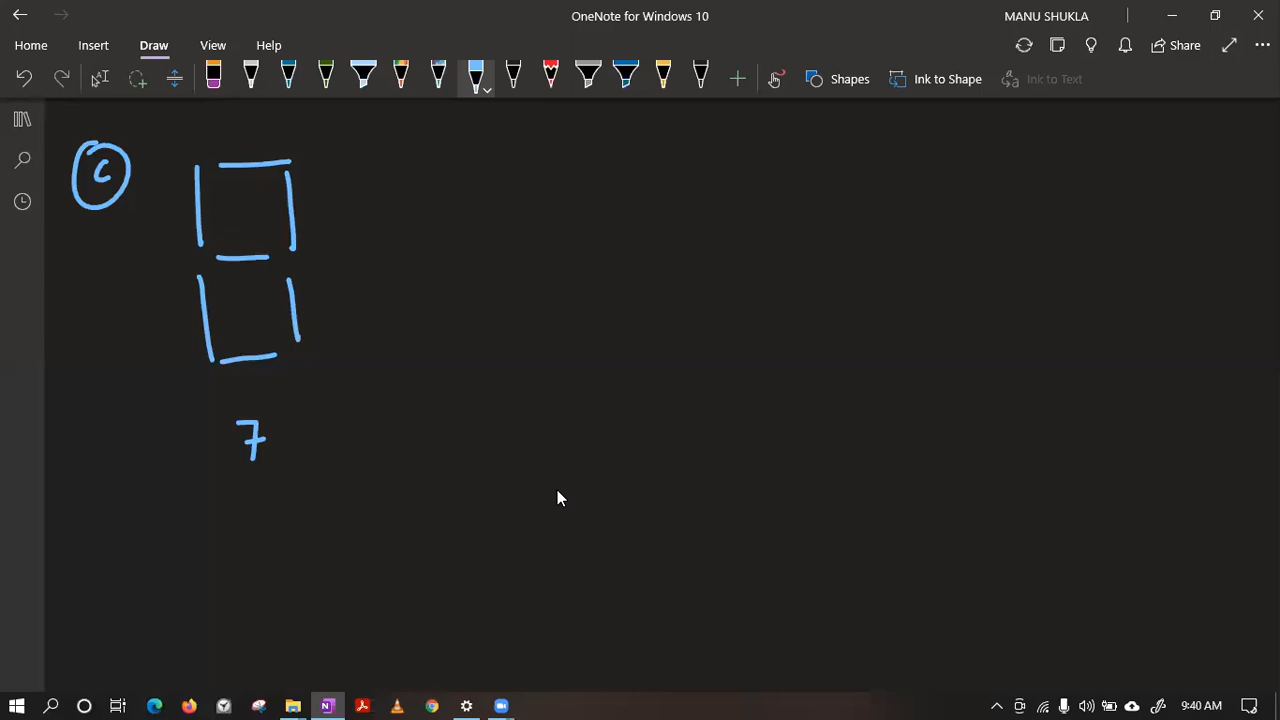 OneNote for Windows 10
MANU SHUKLA
Home Insert Draw View Help
Share
Shapes
Ink to Shape
Ink to Text
C
8
7
9:40 AM